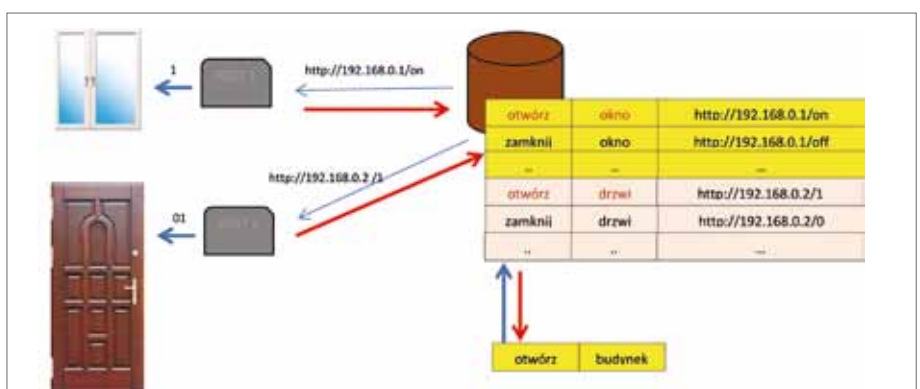 1
http://192.168.0.1/on
otwórz okno http://192.168.0.1/on
zamknij okno http://192.168.0.1/off
.. .. ...
http://192.168.0.2 /1
otwórz drzwi http://192.168.0.2/1
01
zamknij drzwi http://192.168.0.2/0
.. .. ...
otwórz budynek